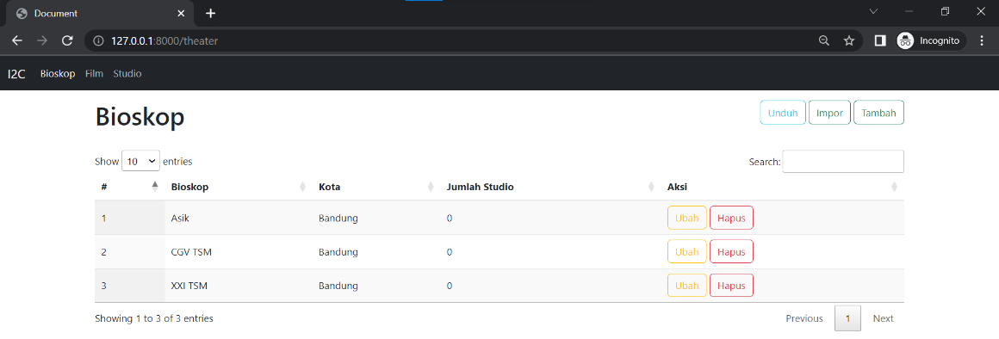 Document
127.0.0.1:8000/theater
Incognito
I2C Bioskop Film Studio
Bioskop
Unduh Impor Tambah
Show 10 entries
Search:
# Bioskop Kota Jumlah Studio Aksi
1 Asik Bandung 0 Ubah Hapus
2 CGV TSM Bandung 0 Ubah Hapus
3 XXI TSM Bandung 0 Ubah Hapus
Showing 1 to 3 of 3 entries
Previous 1 Next